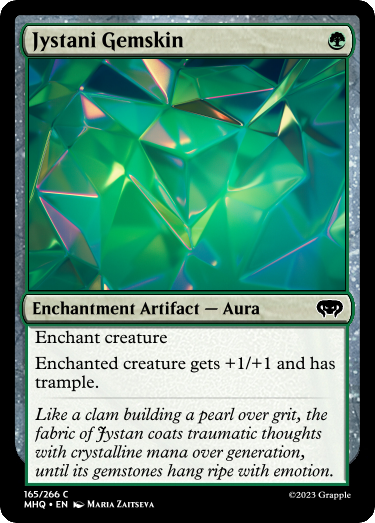 Jystani Gemskin
Enchantment Artifact — Aura
Enchant creature
Enchanted creature gets +1/+1 and has
trample.
Like a clam building a pearl over grit, the
fabric of Jystan coats traumatic thoughts
with crystalline mana over generation,
until its gemstones hang ripe with emotion.
165/266 C
MHQ • EN Maria Zaitseva
©2023 Grapple